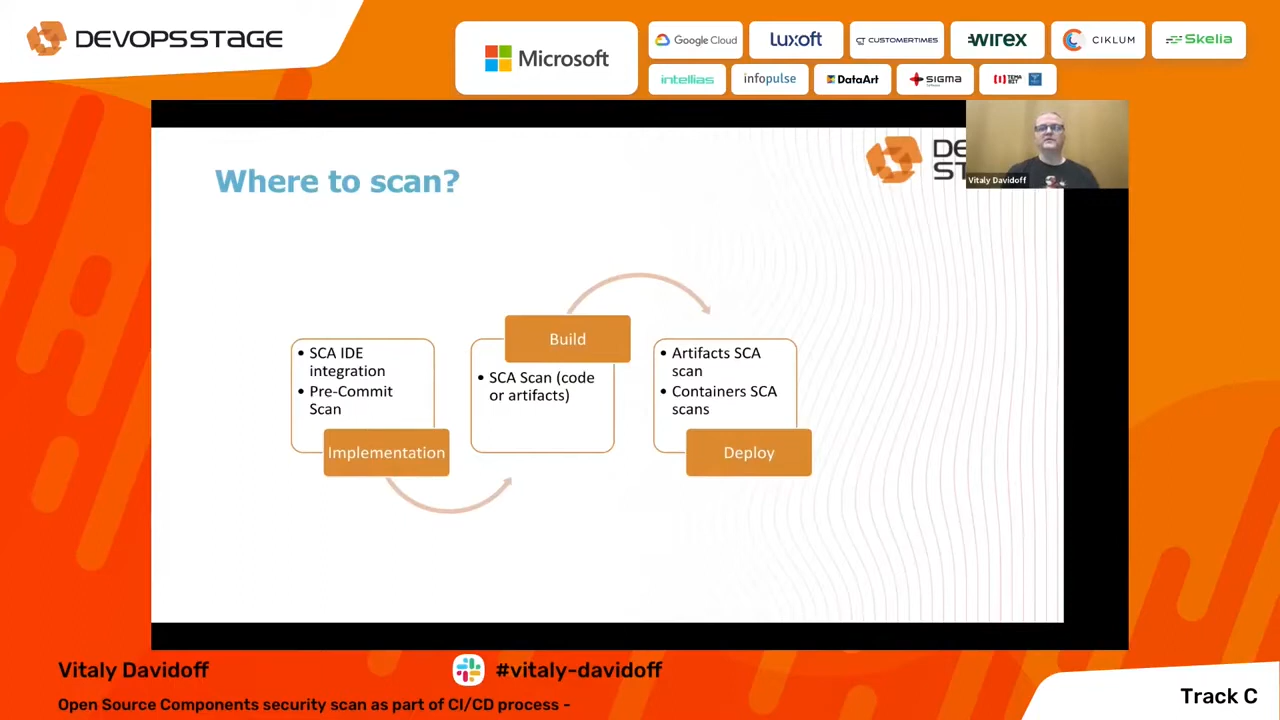 DEVOPSSTAGE
Microsoft
Google Cloud
LUXOFT
CUSTOMERTIMES
WIREX
CIKLUM
Skelia
intellias
infopulse
DataArt
SIGMA
DE
ST
Vitaly Davidoff
Where to scan?
Build
• SCA IDE
integration
• Pre-Commit
Scan
Implementation
• SCA Scan (code
or artifacts)
• Artifacts SCA
scan
• Containers SCA
scans
Deploy
Vitaly Davidoff
#vitaly-davidoff
Open Source Components security scan as part of CI/CD process -
Track C